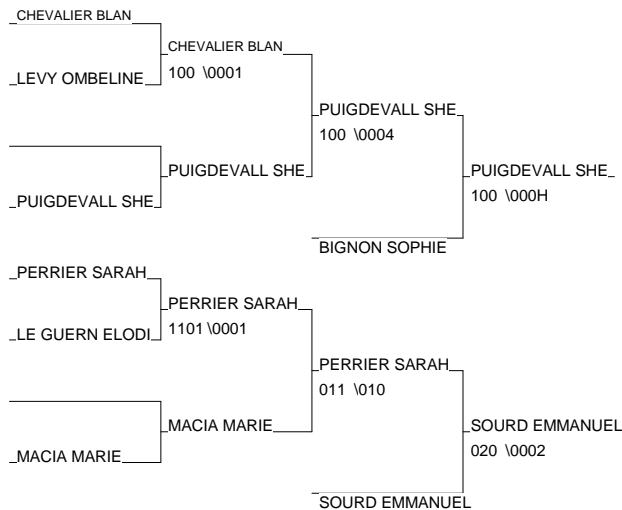 CHEVALIER BLAN
CHEVALIER BLAN
LEVY OMBELINE
100 \0001
PUIGDEVALL SHE
100 \0004
PUIGDEVALL SHE
PUIGDEVALL SHE
100 \000H
PUIGDEVALL SHE
BIGNON SOPHIE
PERRIER SARAH
PERRIER SARAH
LE GUERN ELODI
1101 \0001
PERRIER SARAH
011 \010
MACIA MARIE
SOURD EMMANUEL
020 \0002
MACIA MARIE
SOURD EMMANUEL